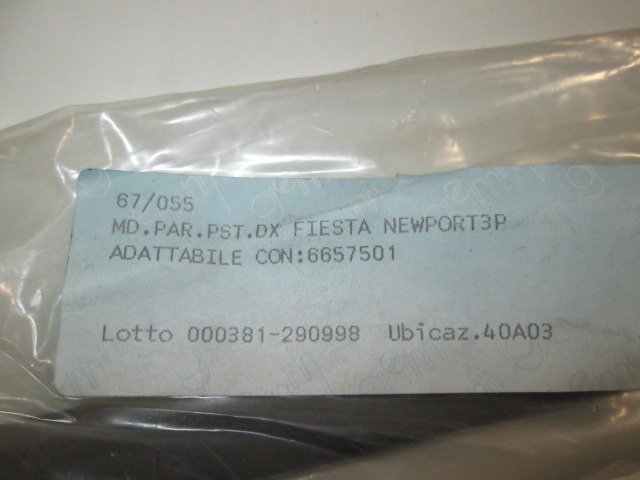 67/055
MD.PAR.PST.DX FIESTA NEWPORT3P
ADATTABILE CON:6657501
Lotto 000381-290998 Ubicaz.40A03